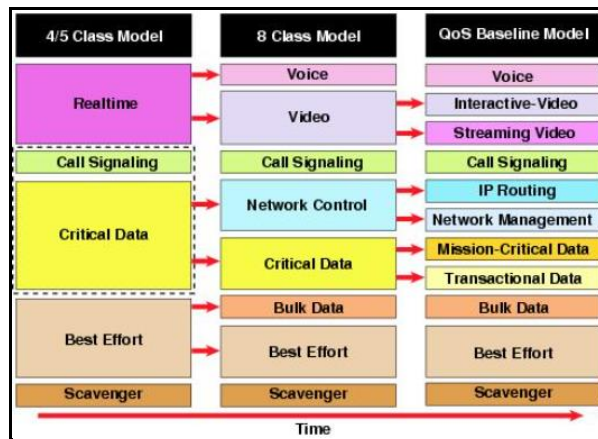 4/5 Class Model
8 Class Model
QoS Baseline Model
Realtime
Voice
Voice
Video
Interactive-Video
Streaming Video
Call Signaling
Call Signaling
Call Signaling
Critical Data
Network Control
IP Routing
Network Management
Critical Data
Mission-Critical Data
Transactional Data
Best Effort
Bulk Data
Bulk Data
Best Effort
Best Effort
Scavenger
Scavenger
Scavenger
Time